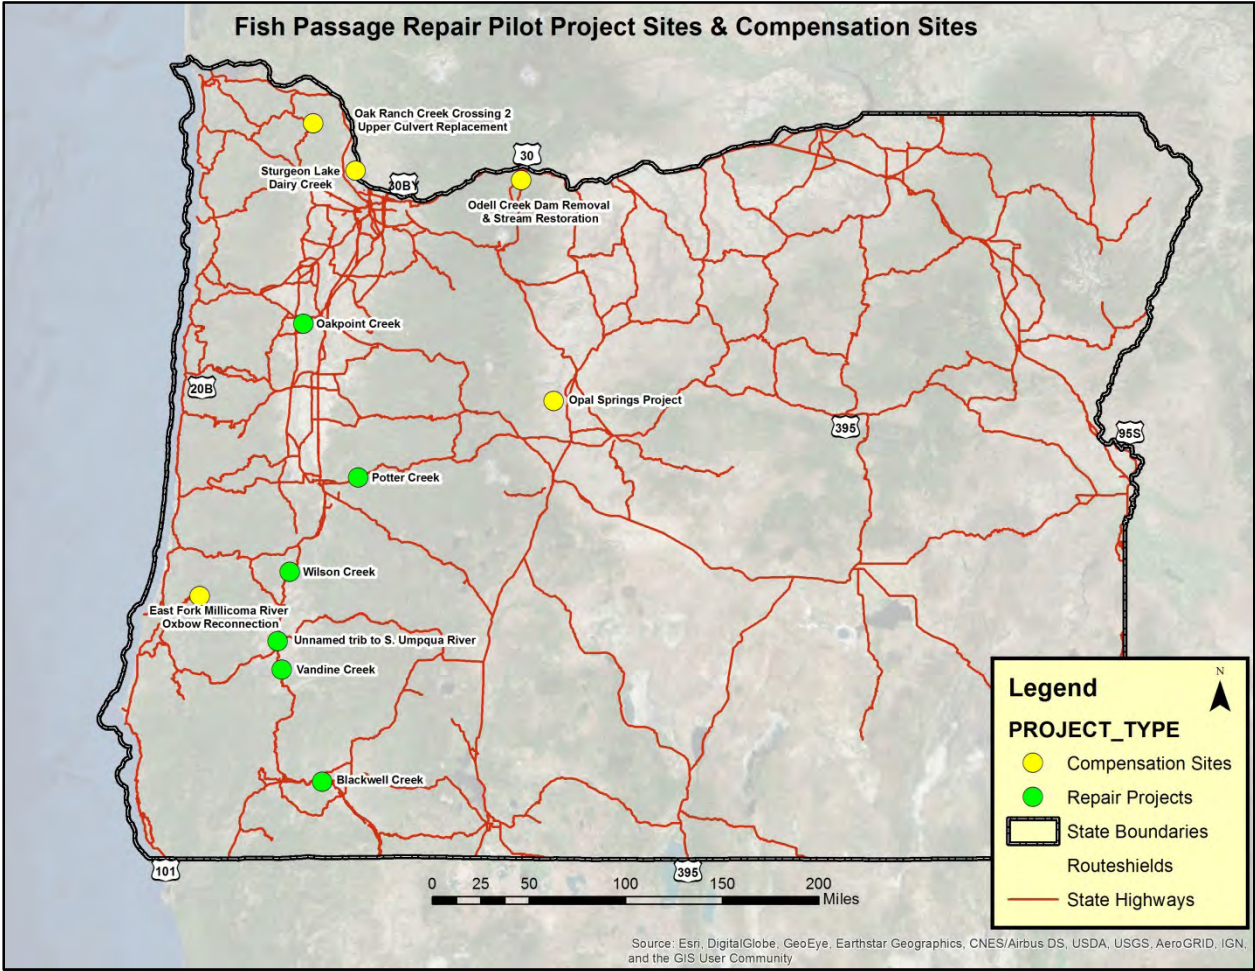 Fish Passage Repair Pilot Project Sites & Compensation Sites
Oak Ranch Creek Crossing 2
Upper Culvert Replacement
Sturgeon Lake
Dairy Creek
30BY
30
Odell Creek Dam Removal
& Stream Restoration
Oakpoint Creek
20B
Opal Springs Project
395
95S
Potter Creek
Wilson Creek
East Fork Millicoma River
Oxbow Reconnection
Unnamed trib to S. Umpqua River
Vandine Creek
Blackwell Creek
101
395
Legend
N
PROJECT_TYPE
Compensation Sites
Repair Projects
State Boundaries
Routeshields
State Highways
0 25 50 100 150 200
Miles
Source: Esri, DigitalGlobe, GeoEye, Earthstar Geographics, CNES/Airbus DS, USDA, USGS, AeroGRID, IGN,
and the GIS User Community